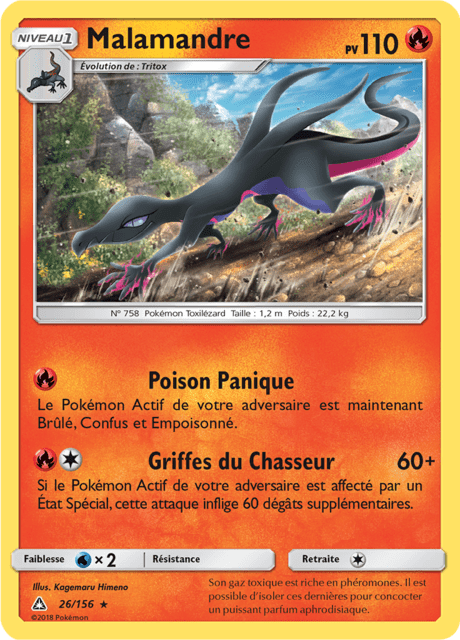 NIVEAU 1
Malamandre
PV 110
Évolution de : Tritox
N° 758 Pokémon Toxilézard Taille : 1,2 m Poids : 22,2 kg
Poison Panique
Le Pokémon Actif de votre adversaire est maintenant
Brûlé, Confus et Empoisonné.
Griffes du Chasseur 60+
Si le Pokémon Actif de votre adversaire est affecté par un
État Spécial, cette attaque inflige 60 dégâts supplémentaires.
Faiblesse × 2 Résistance Retraite
Illus. Kagemaru Himeno
26/156 ★
©2018 Pokémon
Son gaz toxique est riche en phéromones. Il est
possible d'isoler ces dernières pour concocter
un puissant parfum aphrodisiaque.